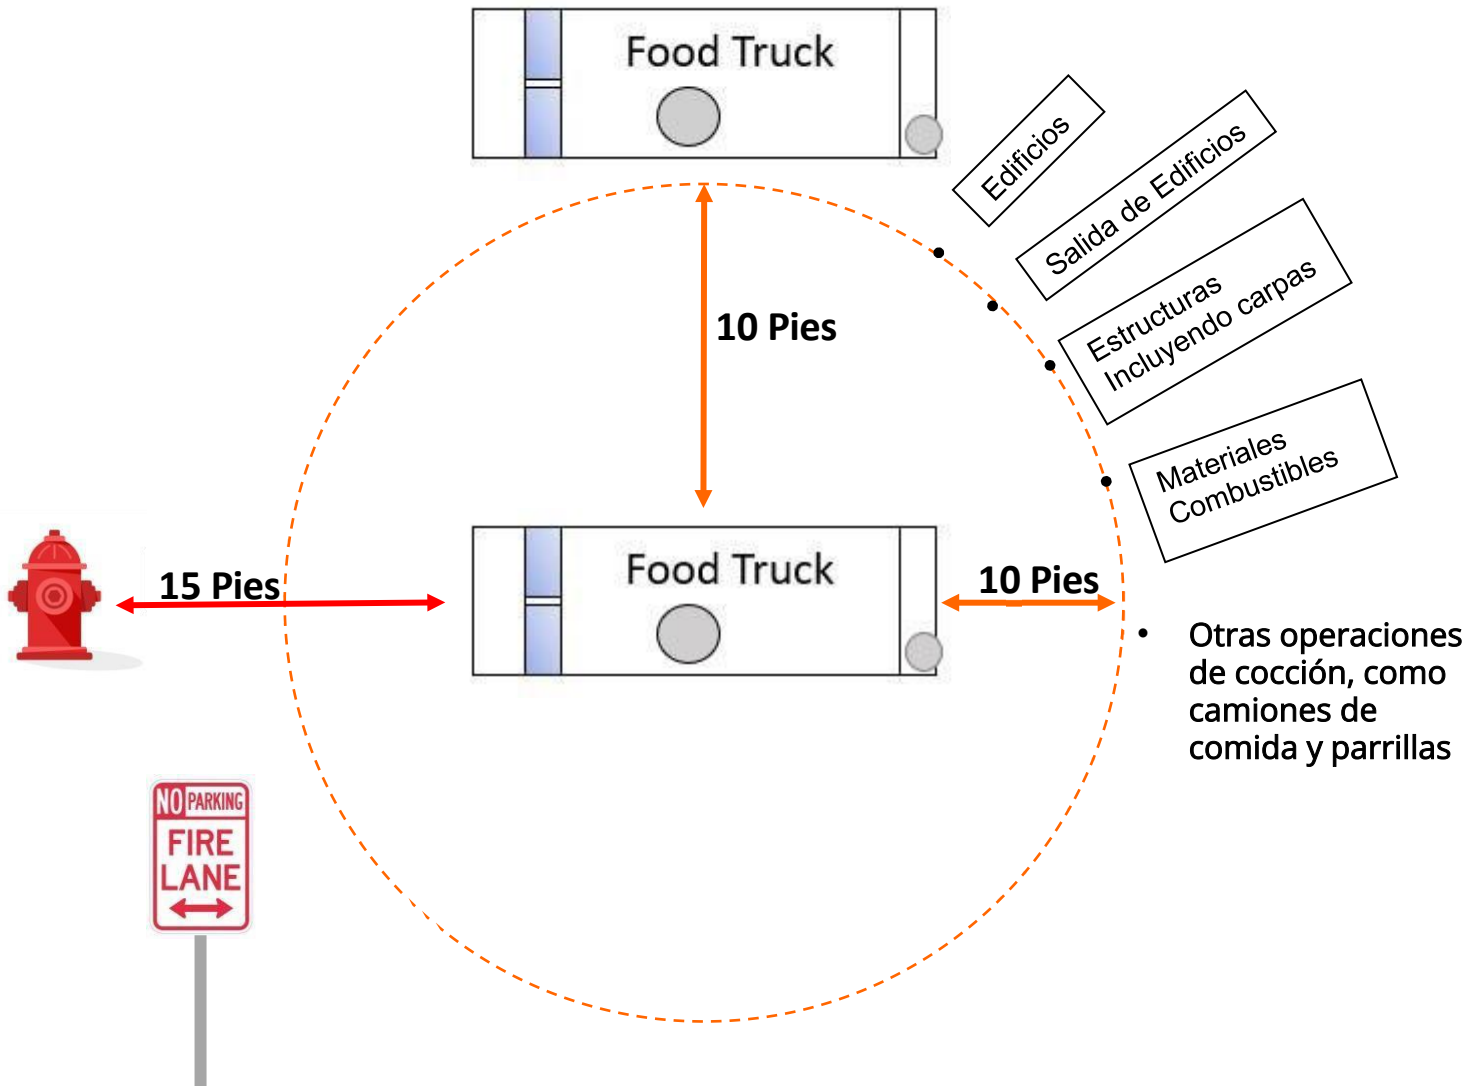 Food Truck
Edificios
Salida de Edificios
Estructuras
Incluyendo carpas
10 Pies
Materiales
Combustibles
Food Truck
15 Pies
10 Pies
• Otras operaciones
de cocción, como
camiones de
comida y parrillas
NO PARKING
FIRE
LANE